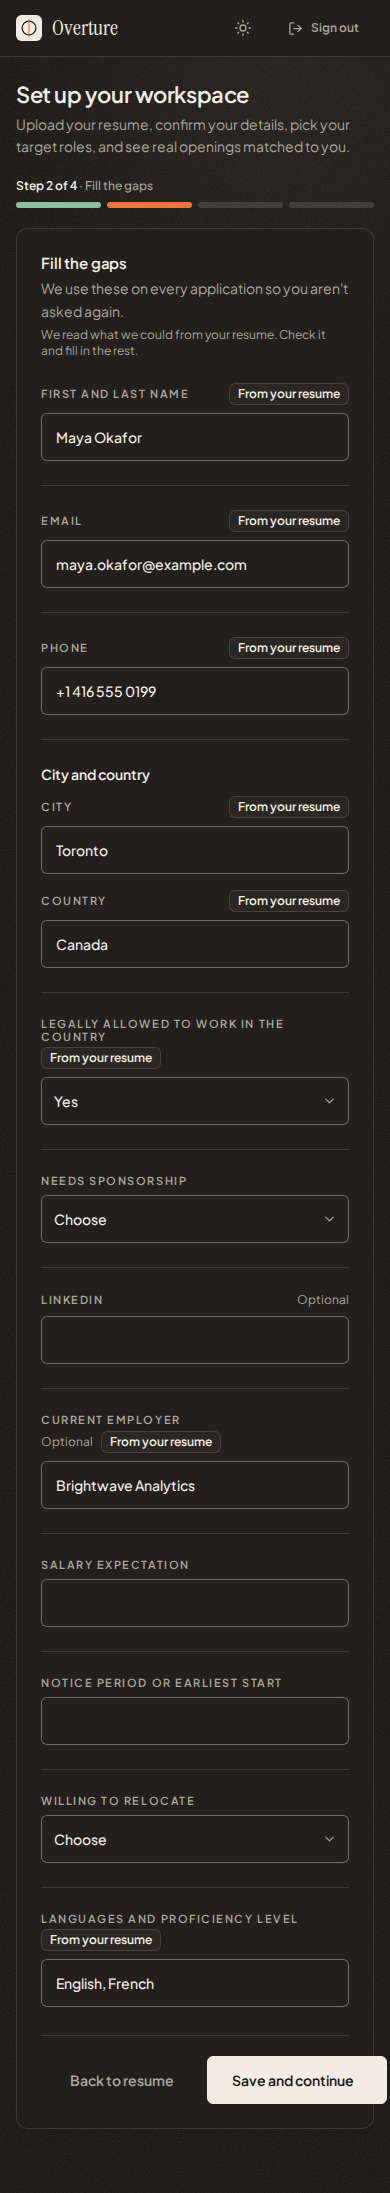 Overture
Sign out
Set up your workspace
Upload your resume, confirm your details, pick your
target roles, and see real openings matched to you.
Step 2 of 4 · Fill the gaps
Fill the gaps
We use these on every application so you aren't
asked again.
We read what we could from your resume. Check it
and fill in the rest.
FIRST AND LAST NAME
From your resume
Maya Okafor
EMAIL
From your resume
maya.okafor@example.com
PHONE
From your resume
+1 416 555 0199
City and country
CITY
From your resume
Toronto
COUNTRY
From your resume
Canada
LEGALLY ALLOWED TO WORK IN THE
COUNTRY
From your resume
Yes
NEEDS SPONSORSHIP
Choose
LINKEDIN
Optional
CURRENT EMPLOYER
Optional
From your resume
Brightwave Analytics
SALARY EXPECTATION
NOTICE PERIOD OR EARLIEST START
WILLING TO RELOCATE
Choose
LANGUAGES AND PROFICIENCY LEVEL
From your resume
English, French
Back to resume
Save and continue